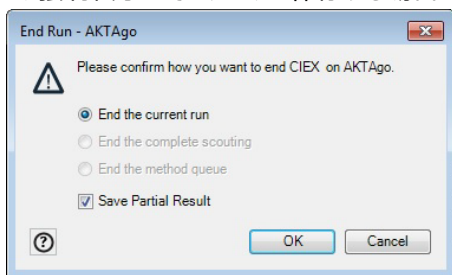 End Run - AKTAgo
Please confirm how you want to end CIEX on AKTAgo.
End the current run
End the complete scouting
End the method queue
Save Partial Result
OK Cancel